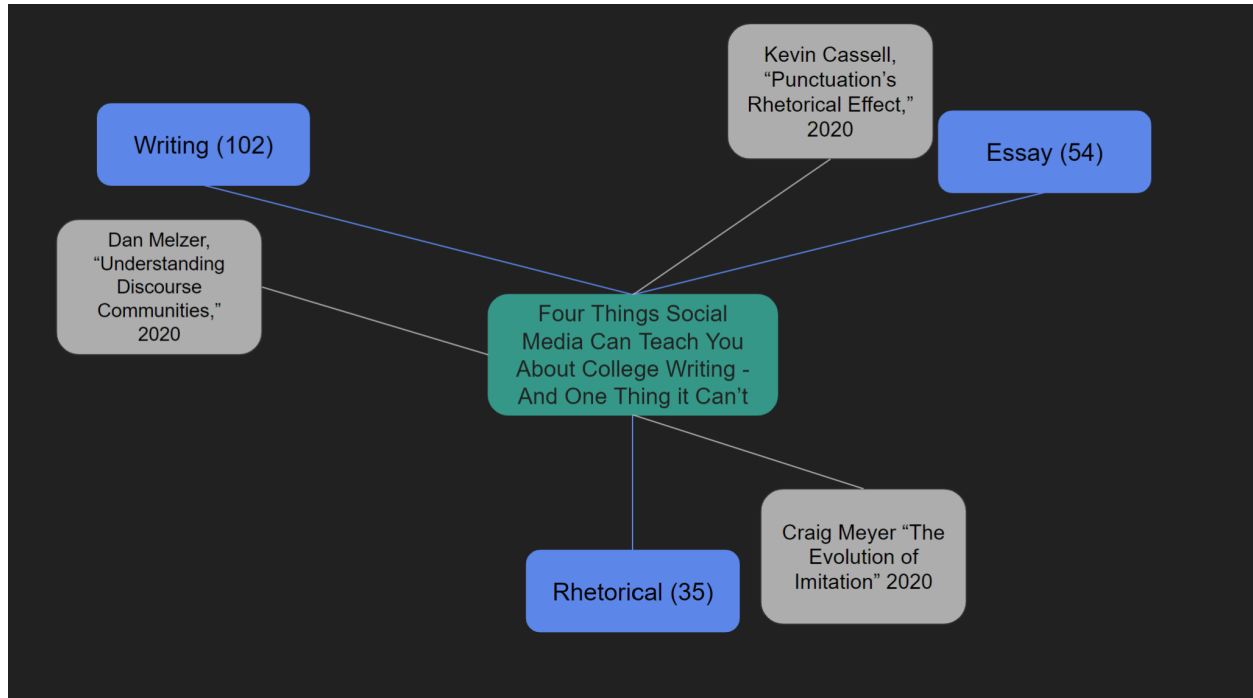 Kevin Cassell,
“Punctuation’s
Rhetorical Effect,”
2020
Writing (102)
Essay (54)
Dan Melzer,
“Understanding
Discourse
Communities,”
2020
Four Things Social
Media Can Teach You
About College Writing -
And One Thing it Can’t
Craig Meyer “The
Evolution of
Imitation” 2020
Rhetorical (35)